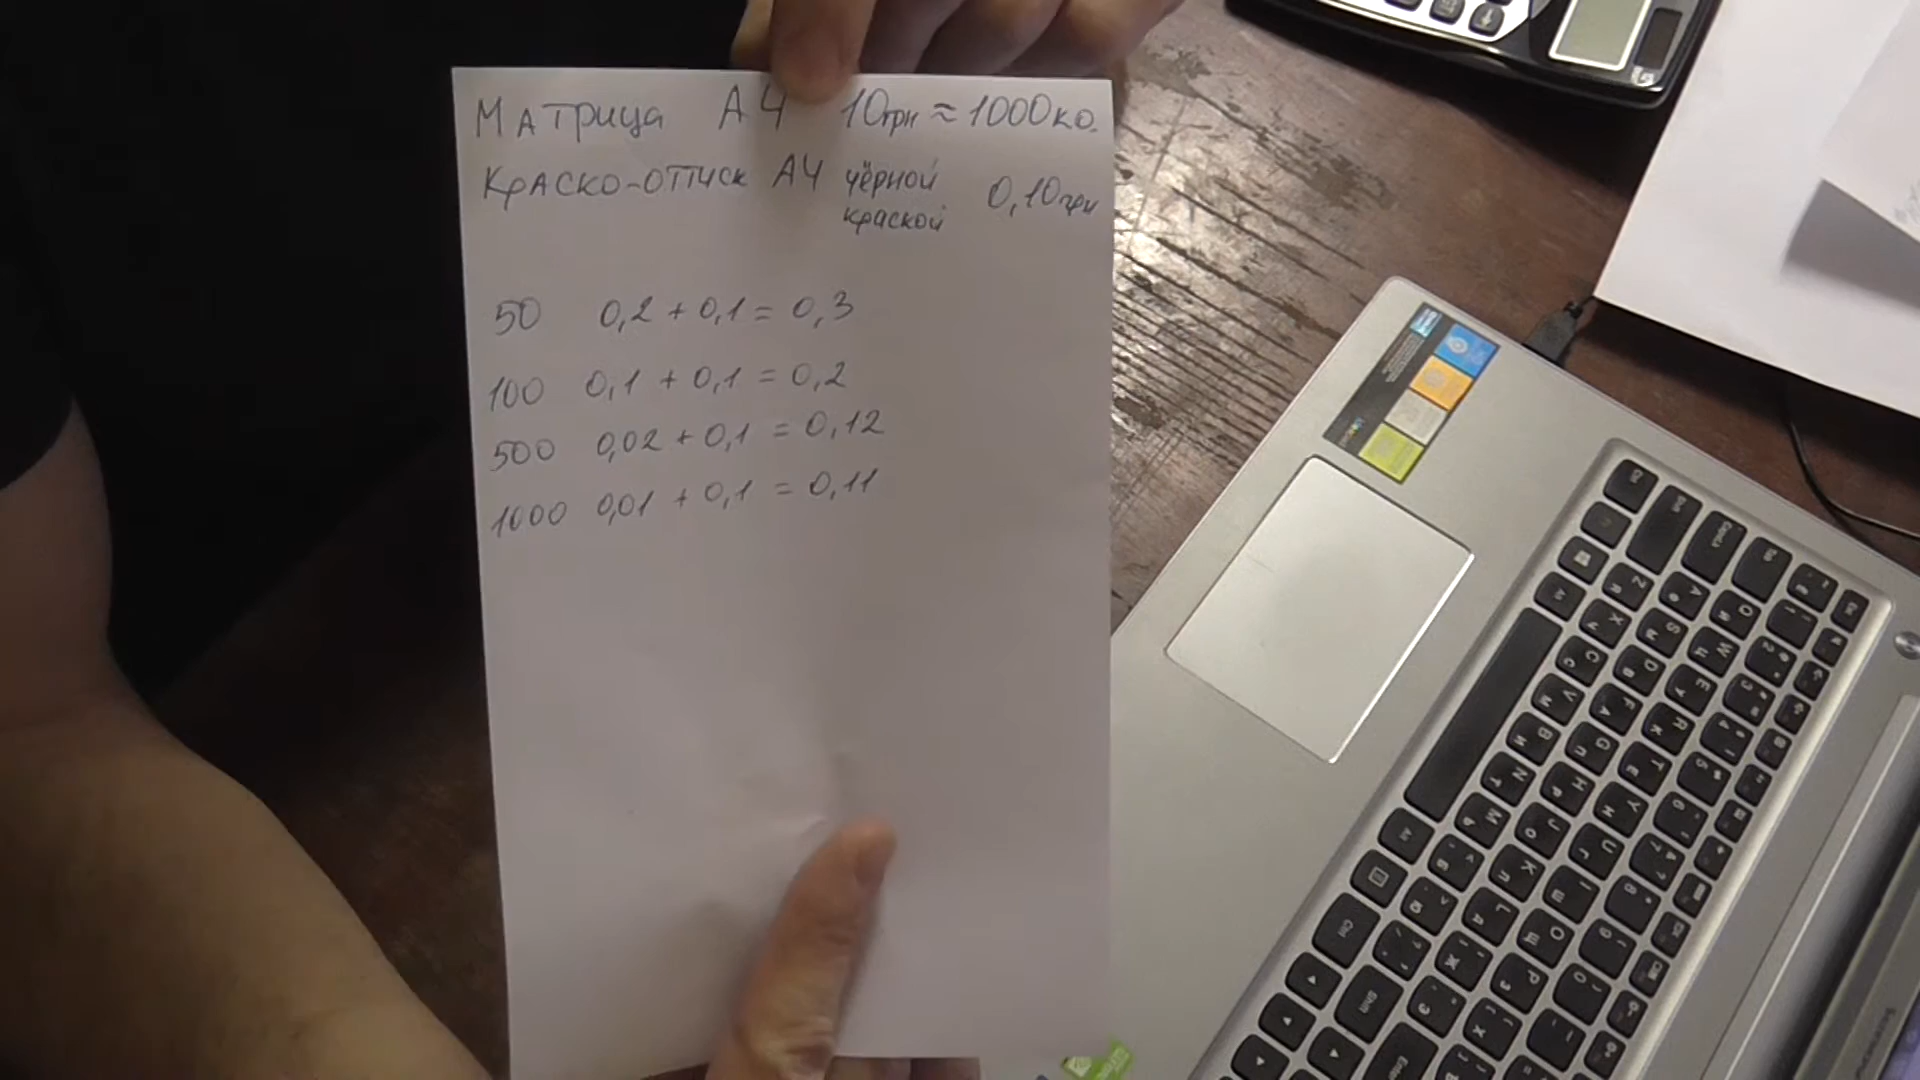 Матрица А4 10грн ≈ 1000ко.
Краско-оттиск А4 чёрной краской 0,10грн
50 0,2 + 0,1 = 0,3
100 0,1 + 0,1 = 0,2
500 0,02 + 0,1 = 0,12
1000 0,01 + 0,1 = 0,11